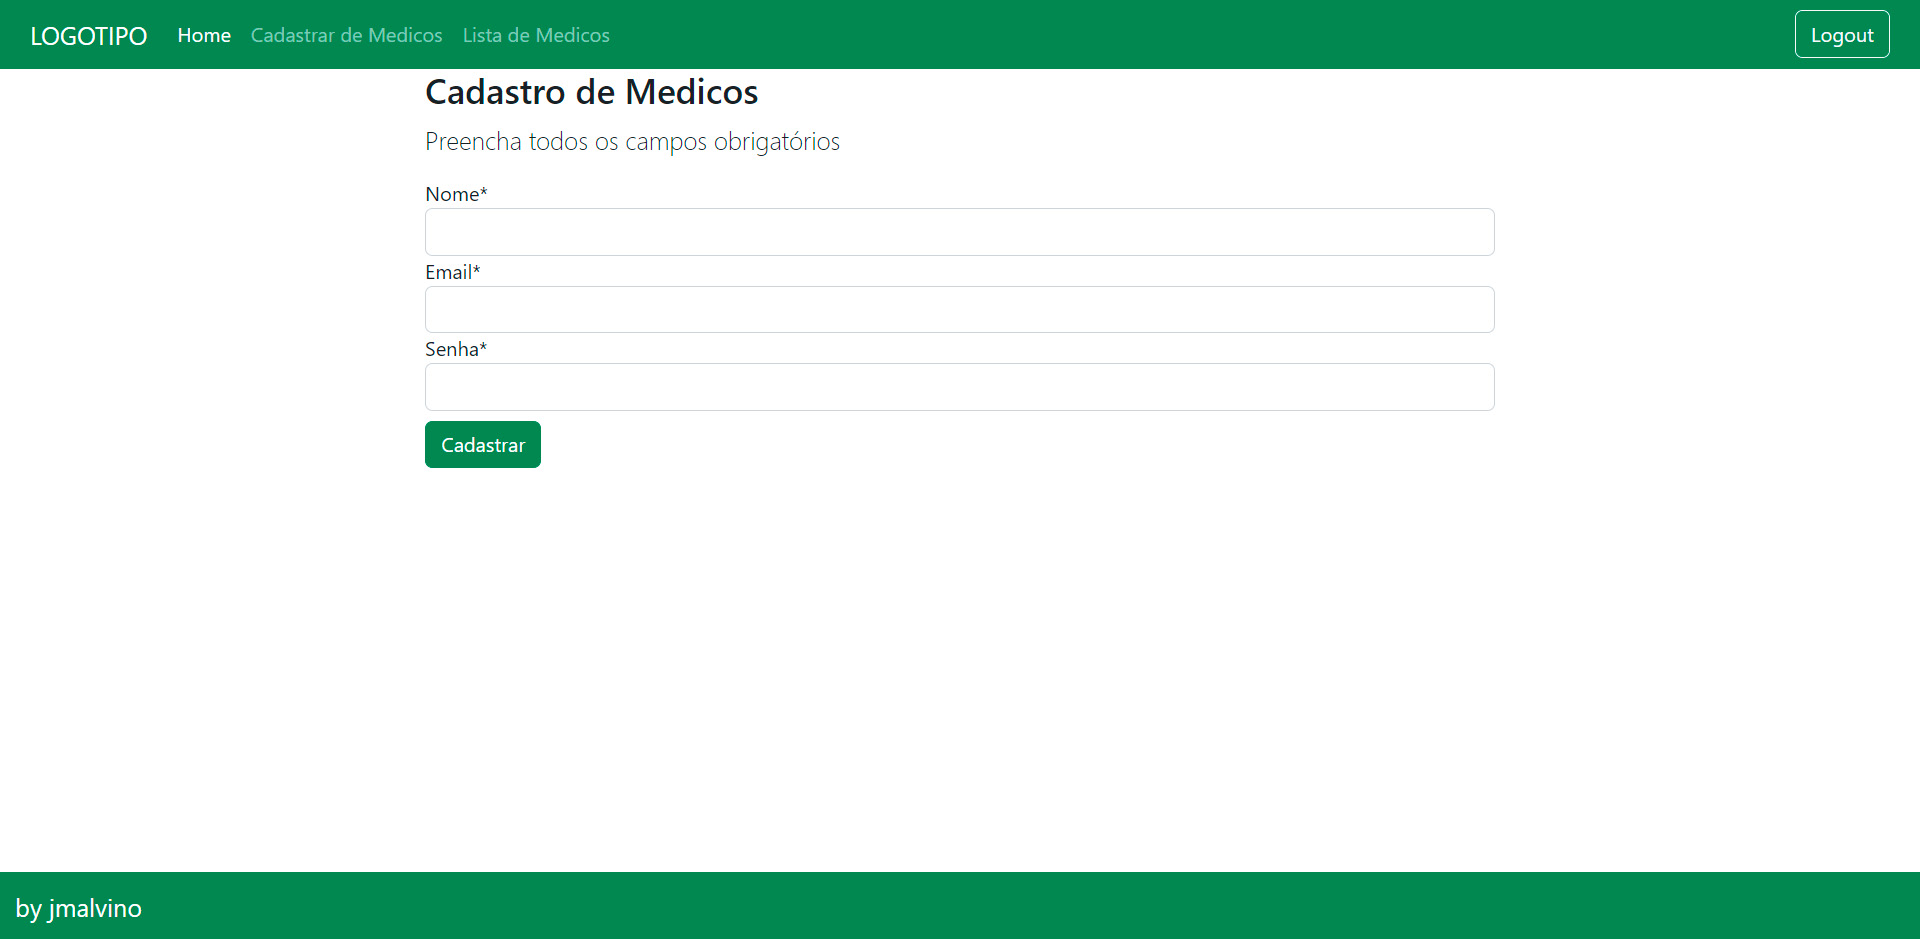 LOGOTIPO Home Cadastrar de Medicos Lista de Medicos Logout
Cadastro de Medicos
Preencha todos os campos obrigatórios
Nome*
Email*
Senha*
Cadastrar
by jmalvino